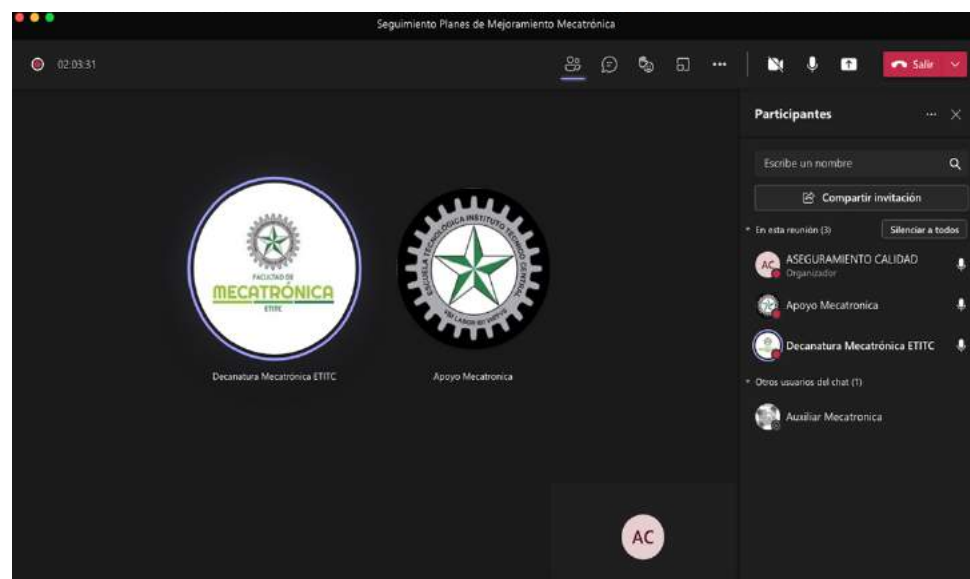 Seguimiento Planes de Mejoramiento Mecatrónica
02:03:31
Salir
Participantes
Escribe un nombre
Compartir invitación
En esta reunión (3)
Silenciar a todos
AC
ASEGURAMIENTO CALIDAD
Organizador
Apoyo Mecatronica
Decanatura Mecatrónica ETITC
Otros usuarios del chat (1)
Auxiliar Mecatronica
FACULTAD DE
MECATRÓNICA
ETITC
Decanatura Mecatrónica ETITC
ESCUELA TECNOLÓGICA INSTITUTO TÉCNICO CENTRAL
Apoyo Mecatronica
AC